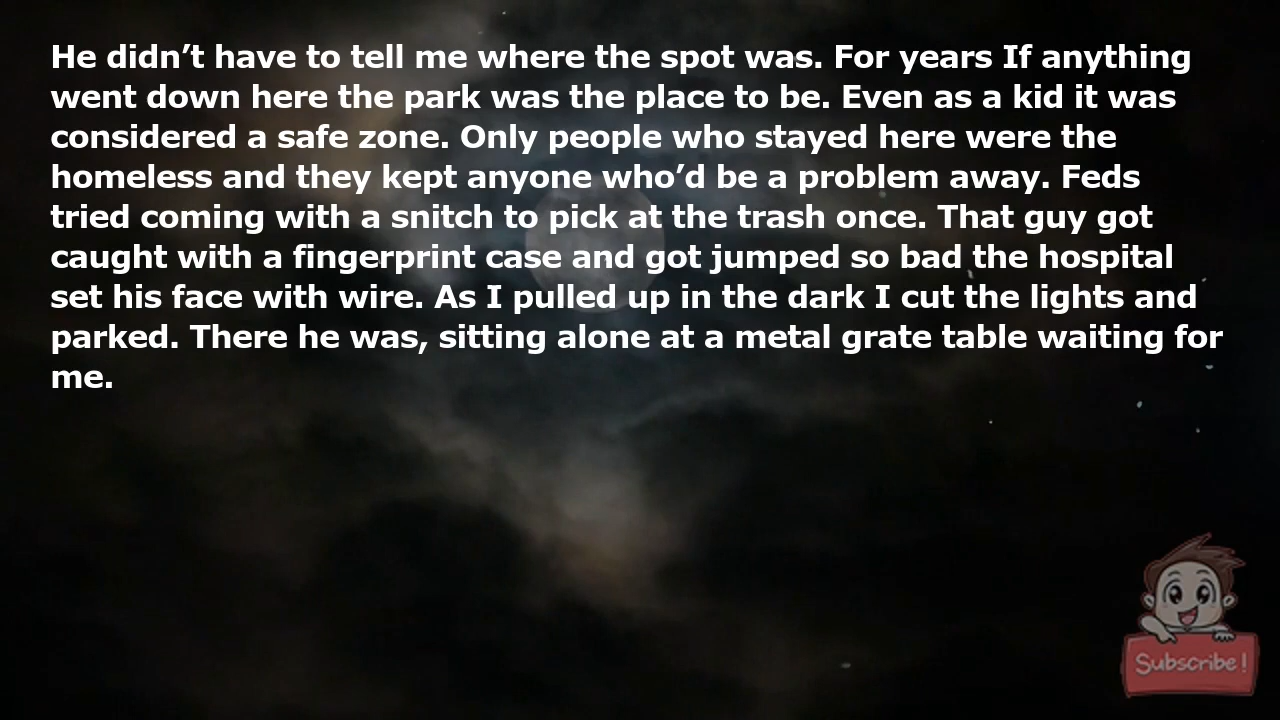 He didn’t have to tell me where the spot was. For years If anything
went down here the park was the place to be. Even as a kid it was
considered a safe zone. Only people who stayed here were the
homeless and they kept anyone who’d be a problem away. Feds
tried coming with a snitch to pick at the trash once. That guy got
caught with a fingerprint case and got jumped so bad the hospital
set his face with wire. As I pulled up in the dark I cut the lights and
parked. There he was, sitting alone at a metal grate table waiting for
me.
Subscribe!